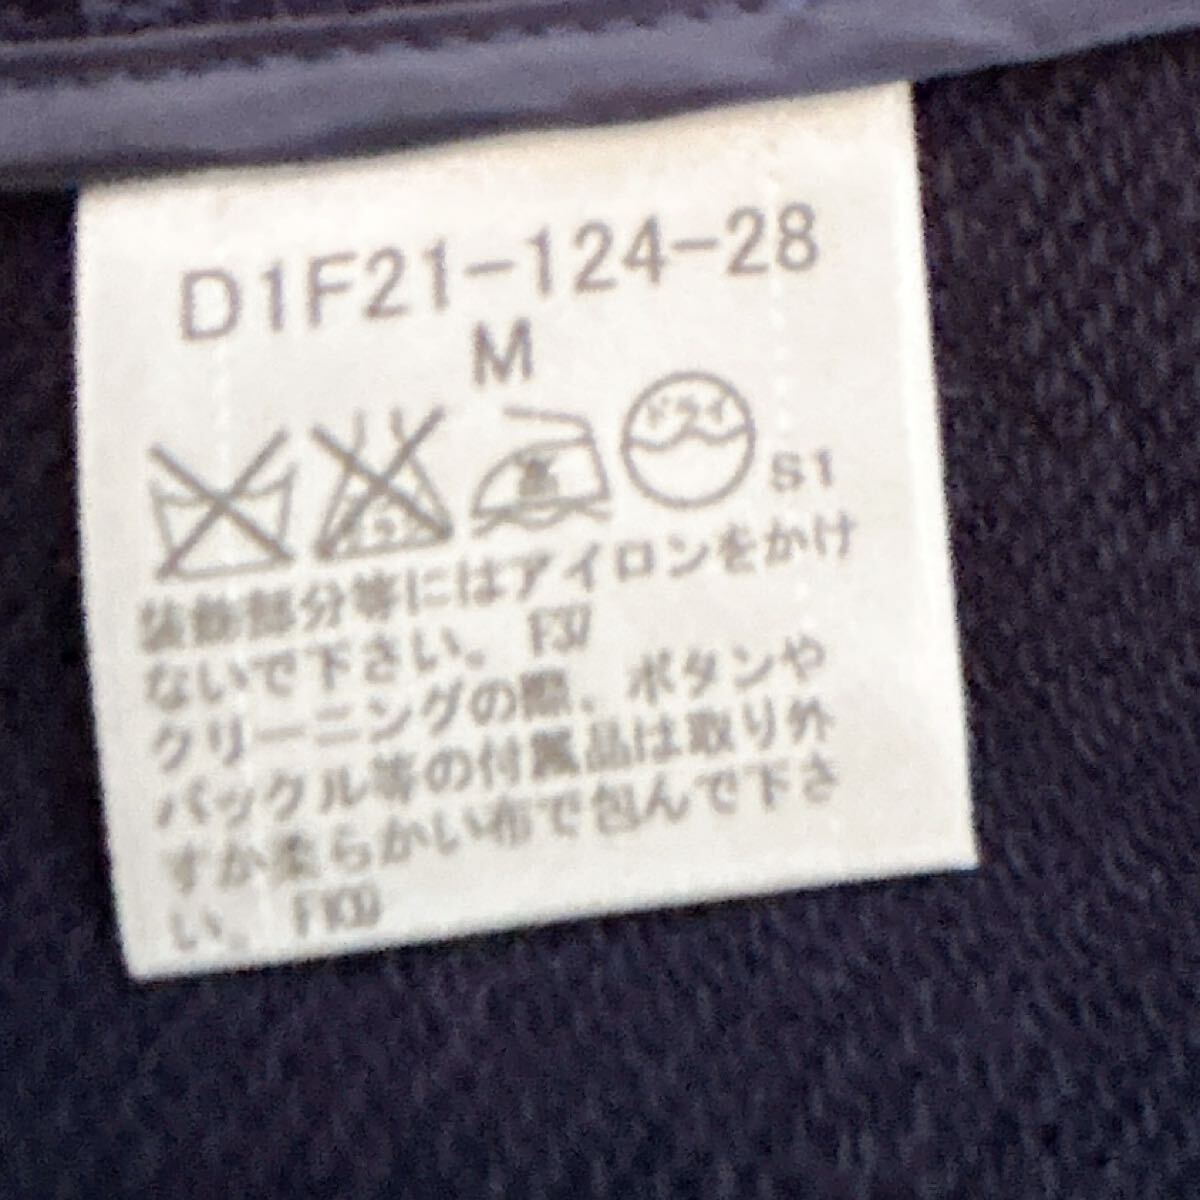 D1F21-124-28
M
ドライ
S1
装飾部分等にはアイロンをかけ
ないで下さい。
クリーニングの際、ボタンや
バックル等の付属品は取り外
すか柔らかい布で包んで下さ
い。